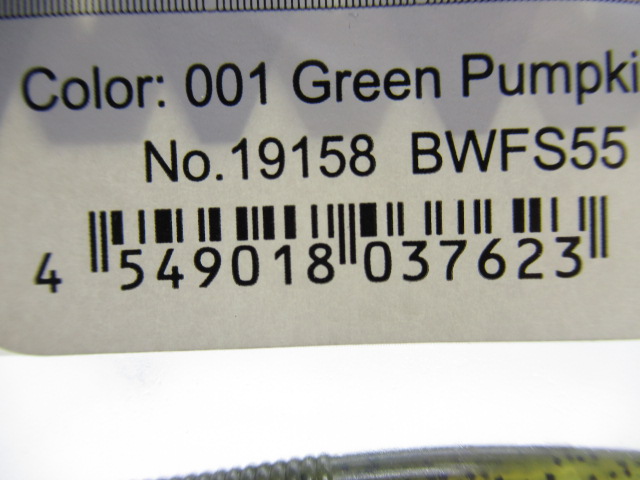 Color: 001 Green Pumpki
No.19158 BWFS55
4 549018 037623